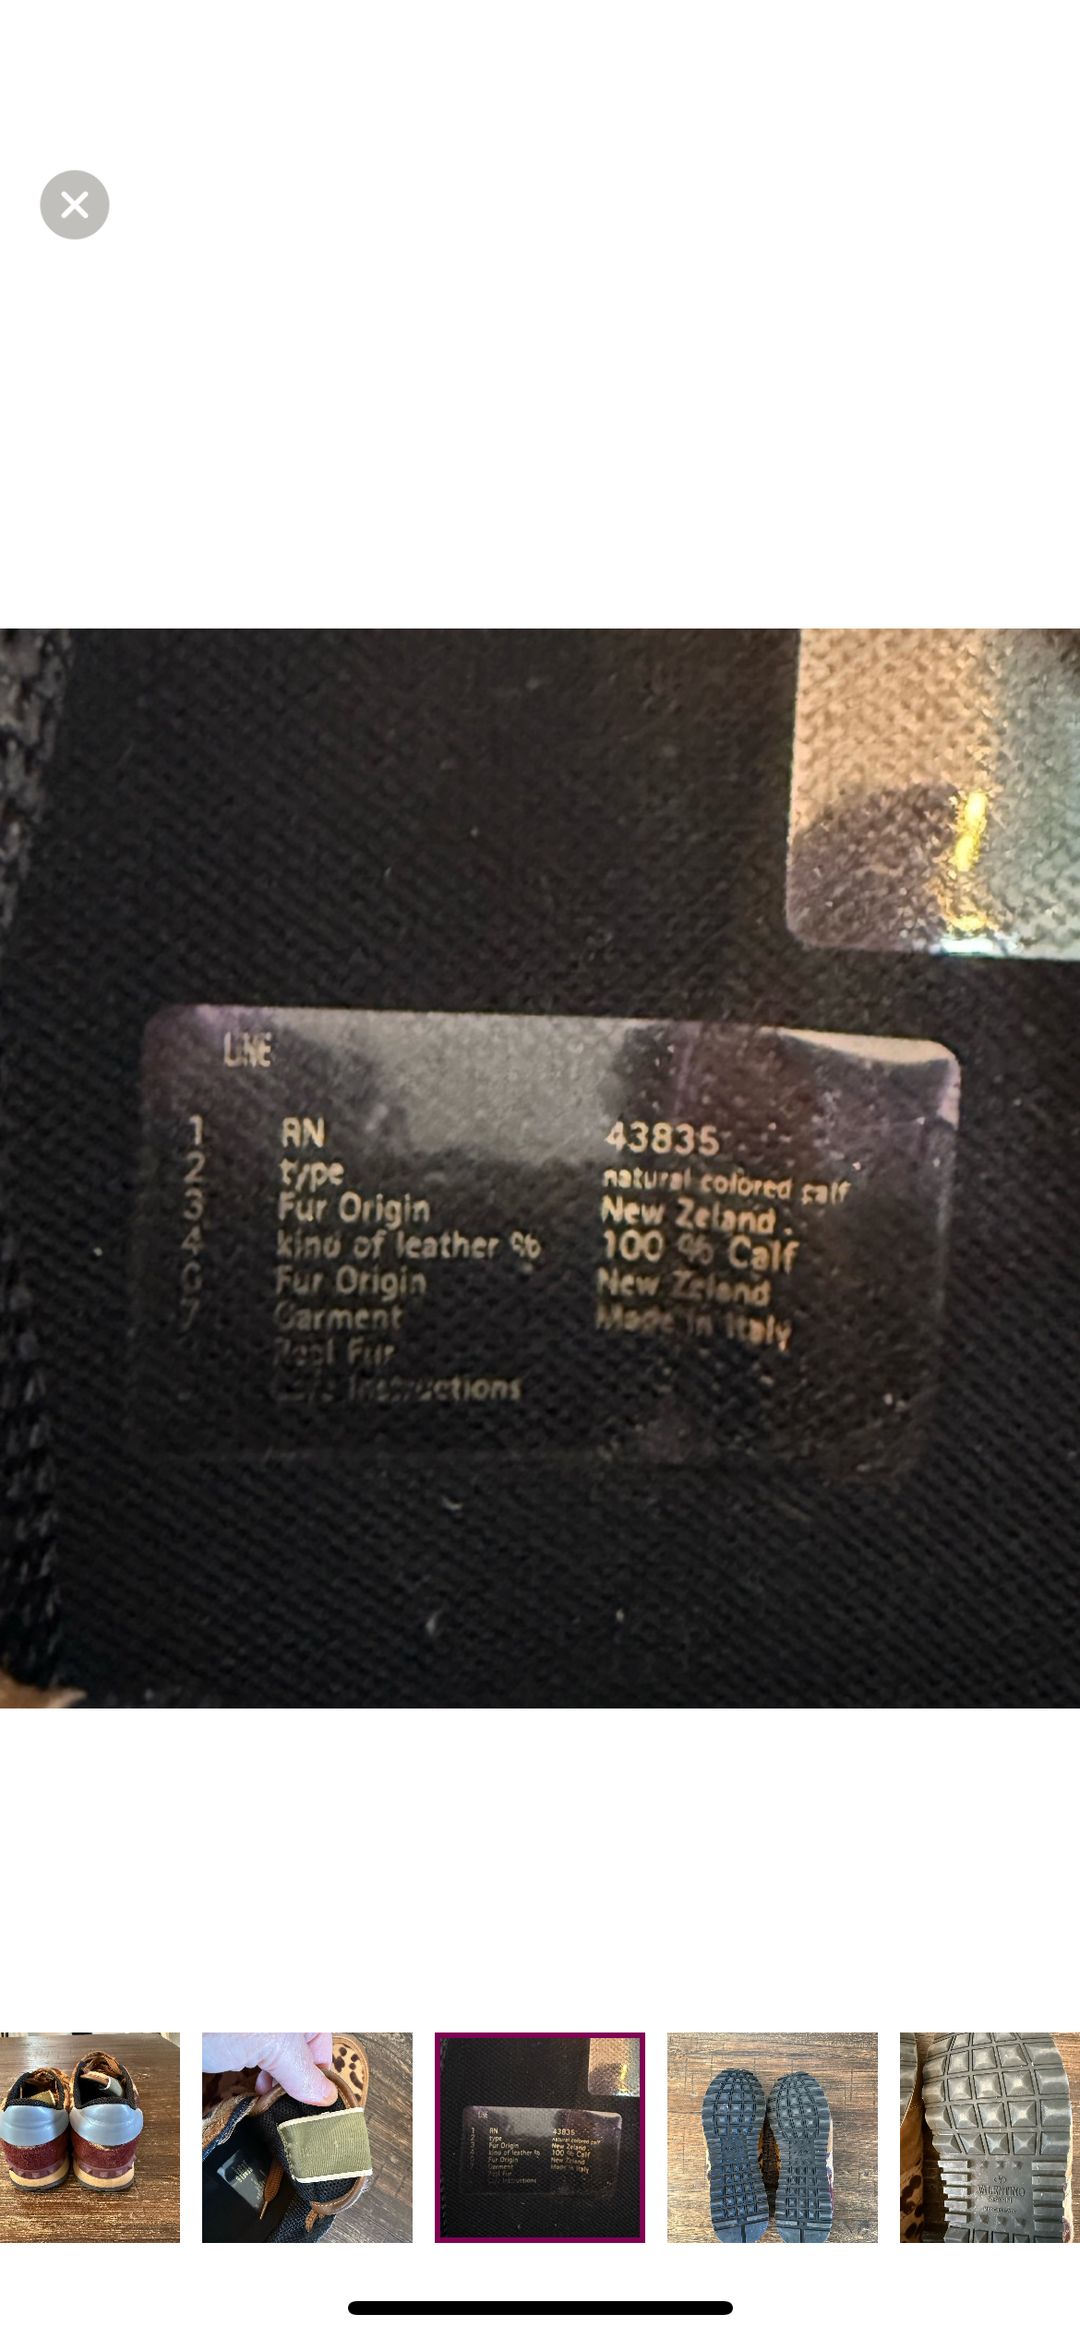 LINE
1 RN 43835
2 type natural colored calf
3 Fur Origin New Zeland.
4 kind of leather % 100 % Calf
6 Fur Origin New Zeland
7 Garment Made in Italy
Real Fur
Instructions
VALENTINO